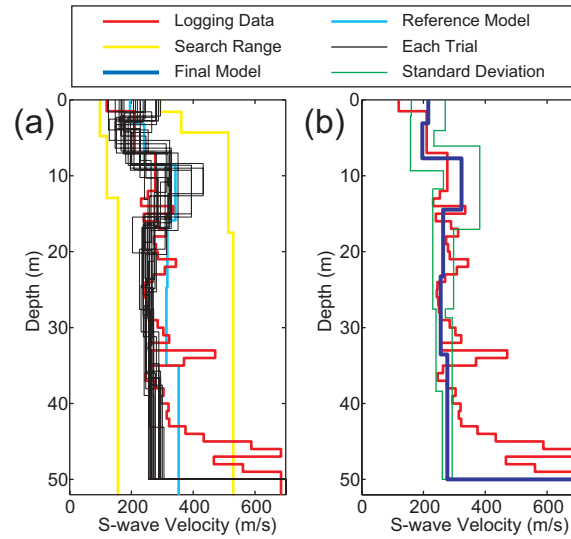 Logging Data
Reference Model
Search Range
Each Trial
Final Model
Standard Deviation
(a)
0
10
20
30
40
50
Depth (m)
0 200 400 600
S-wave Velocity (m/s)
(b)
0
10
20
30
40
50
Depth (m)
0 200 400 600
S-wave Velocity (m/s)